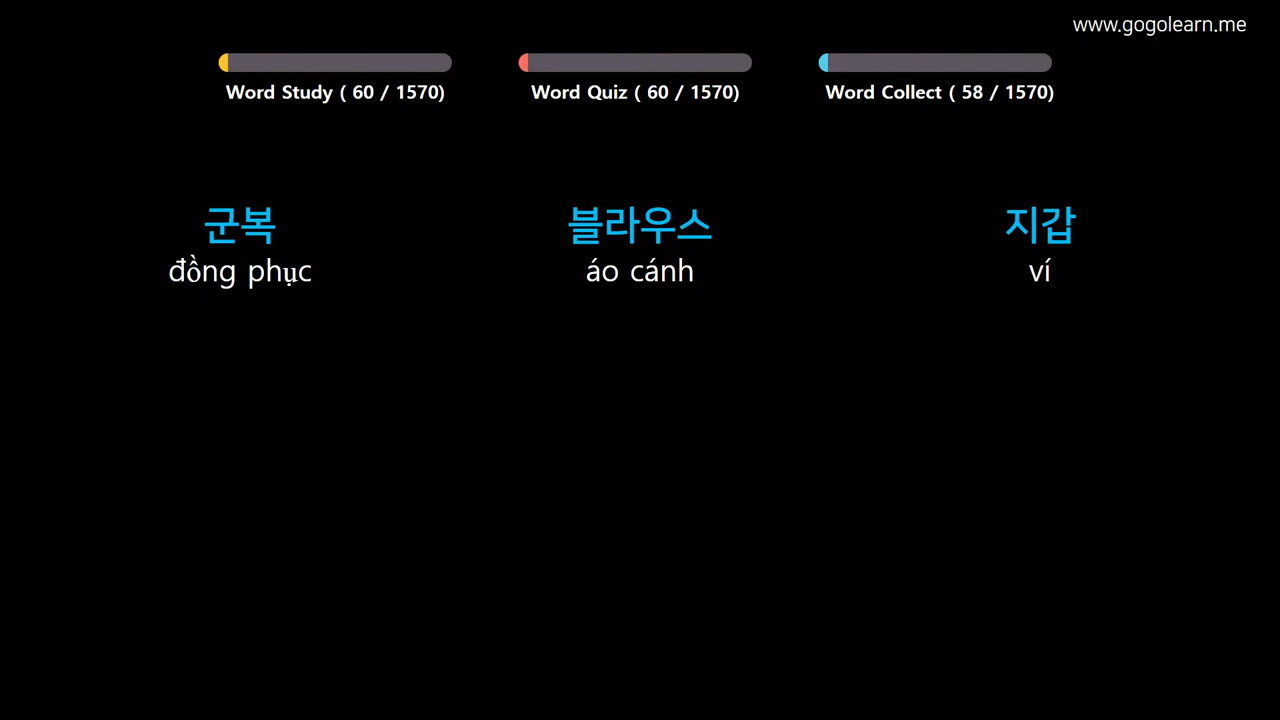 www.gogolearn.me
Word Study ( 60 / 1570)
Word Quiz ( 60 / 1570)
Word Collect ( 58 / 1570)
군복
đồng phục
블라우스
áo cánh
지갑
ví